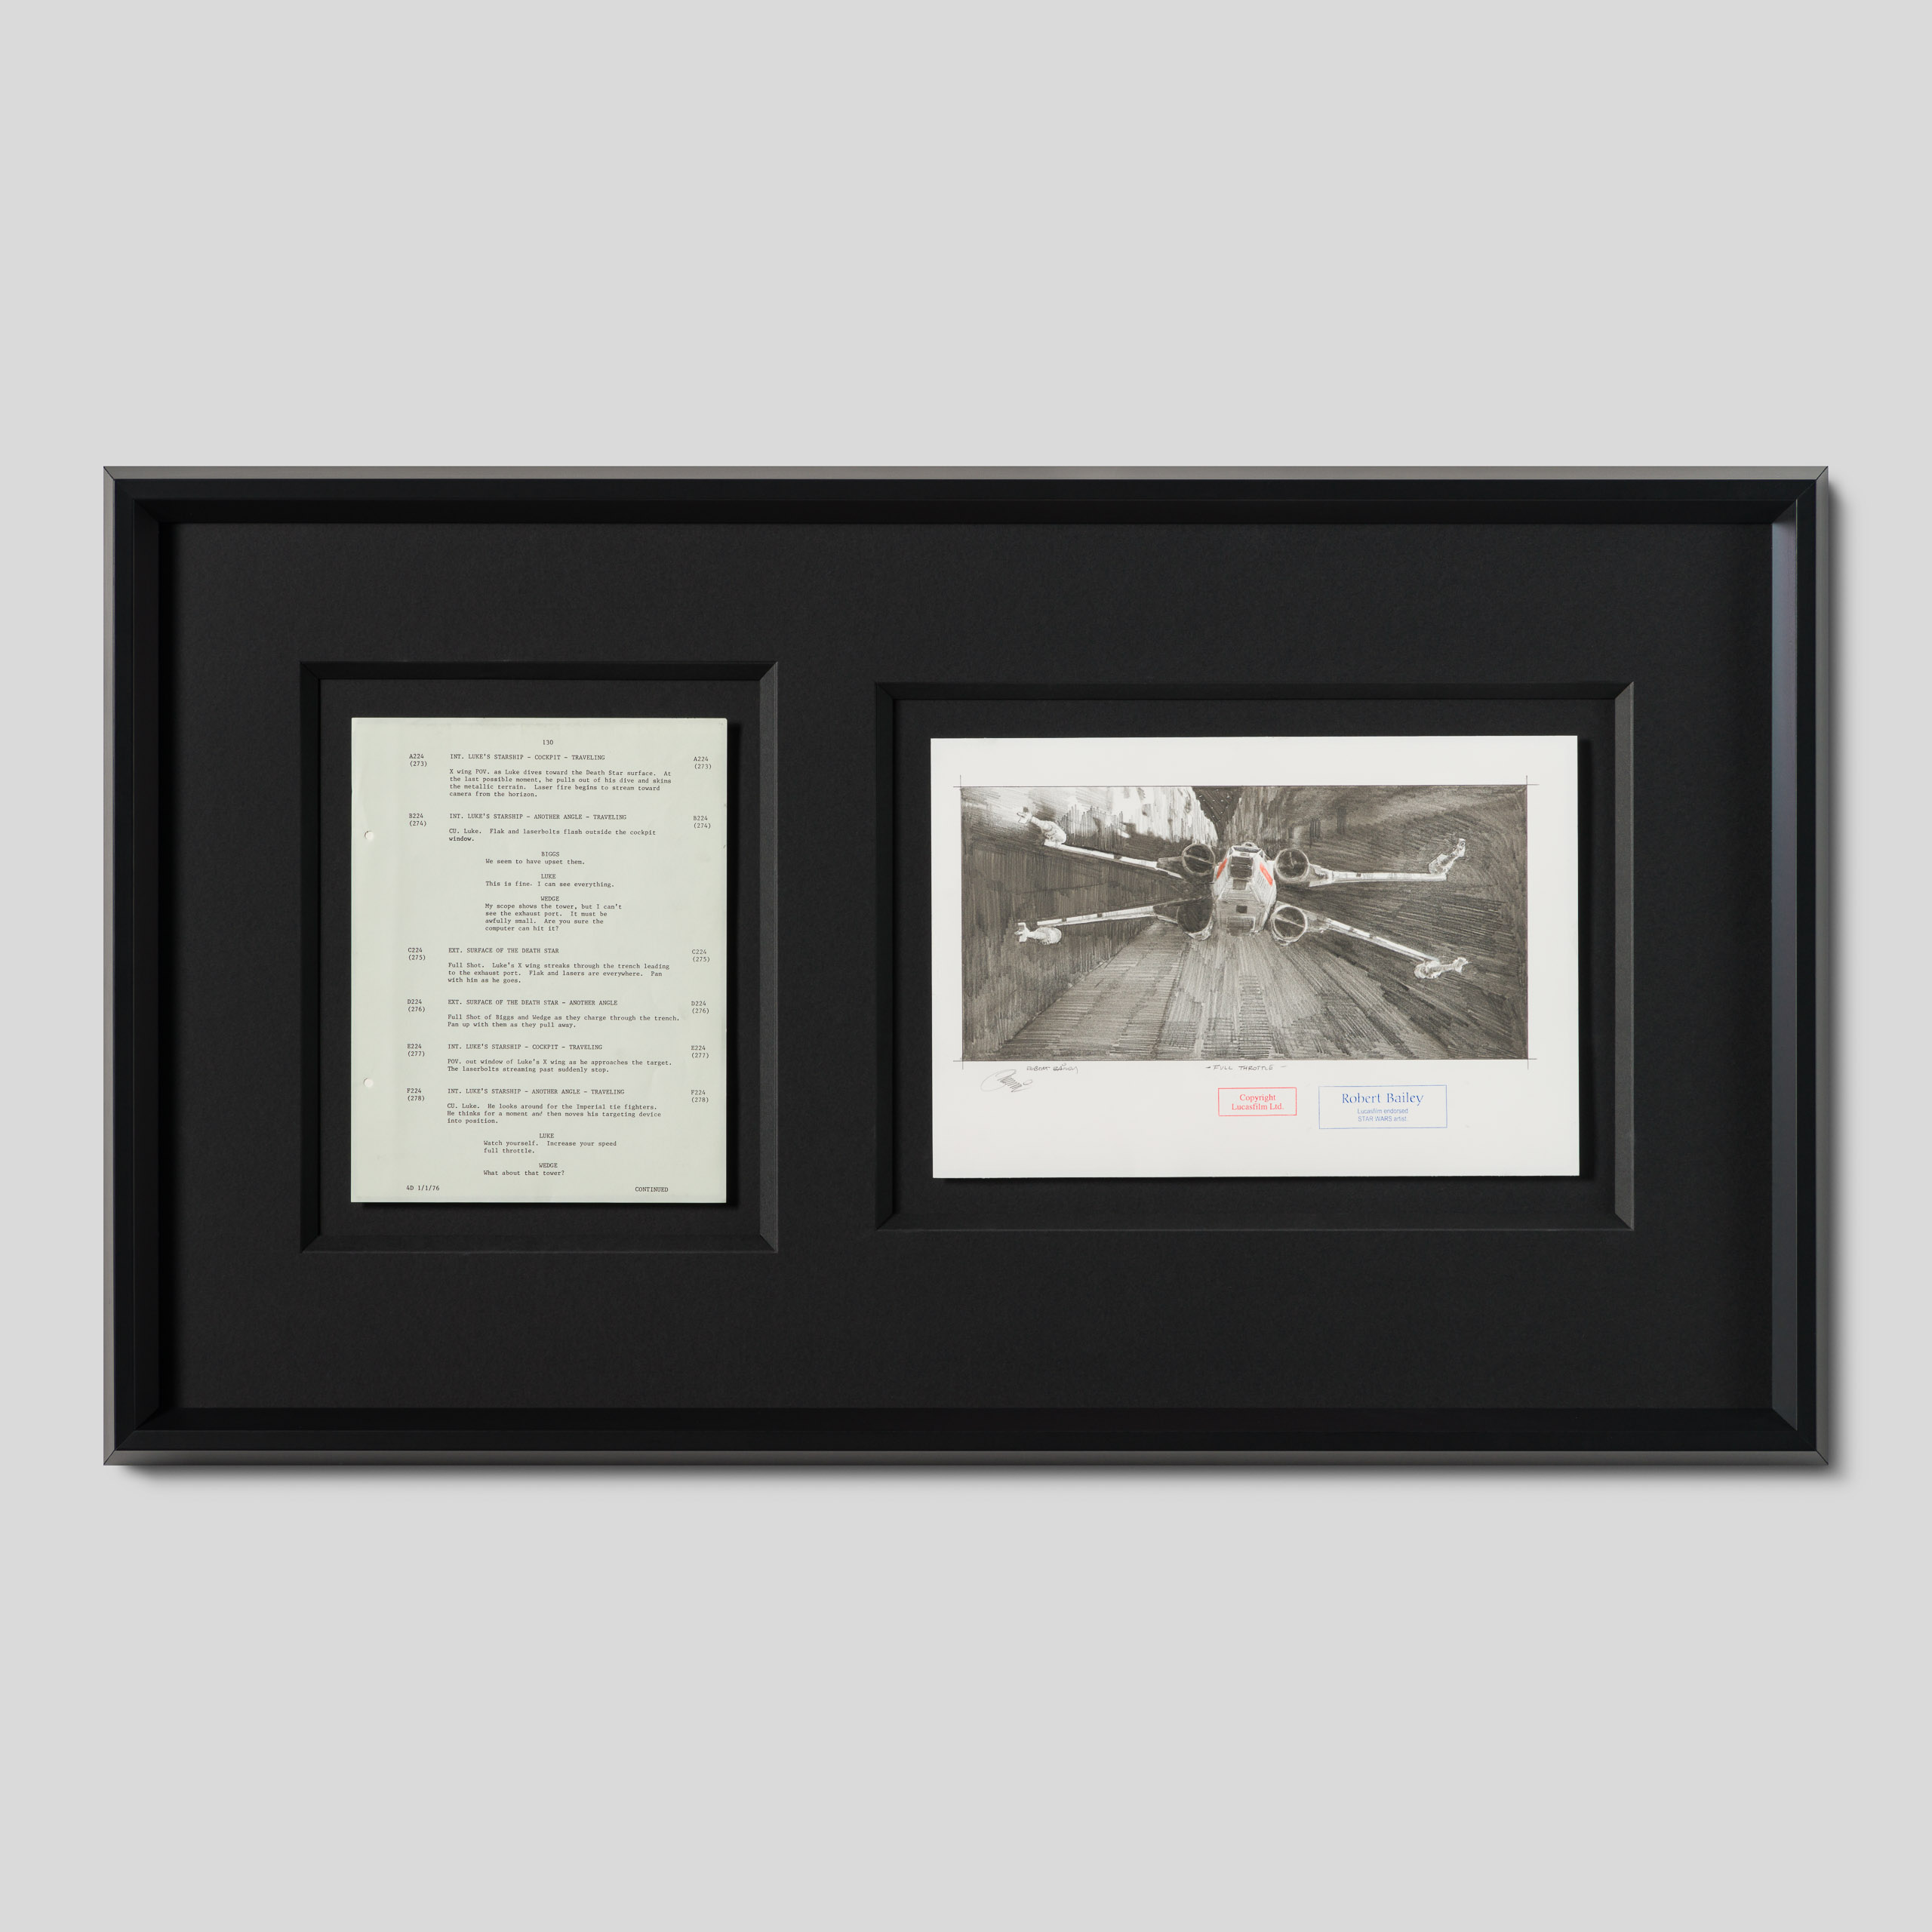 130
A224 INT. LUKE'S STARSHIP - COCKPIT - TRAVELING A224
(273) (273)
X wing POV. as Luke dives toward the Death Star surface. At
the last possible moment, he pulls out of his dive and skims
the metallic terrain. Laser fire begins to stream toward
camera from the horizon.
B224 INT. LUKE'S STARSHIP - ANOTHER ANGLE - TRAVELING B224
(274) (274)
CU. Luke. Flak and laserbolts flash outside the cockpit
window.
BIGGS
We seem to have upset them.
LUKE
This is fine. I can see everything.
WEDGE
My scope shows the tower, but I can't
see the exhaust port. It must be
awfully small. Are you sure the
computer can hit it?
C224 EXT. SURFACE OF THE DEATH STAR C224
(275) (275)
Full Shot. Luke's X wing streaks through the trench leading
to the exhaust port. Flak and lasers are everywhere. Pan
with him as he goes.
D224 EXT. SURFACE OF THE DEATH STAR - ANOTHER ANGLE D224
(276) (276)
Full Shot of Biggs and Wedge as they charge through the trench.
Pan up with them as they pull away.
E224 INT. LUKE'S STARSHIP - COCKPIT - TRAVELING E224
(277) (277)
POV. out window of Luke's X wing as he approaches the target.
The laserbolts streaming past suddenly stop.
F224 INT. LUKE'S STARSHIP - ANOTHER ANGLE - TRAVELING F224
(278) (278)
CU. Luke. He looks around for the Imperial tie fighters.
He thinks for a moment and then moves his targeting device
into position.
LUKE
Watch yourself. Increase your speed
full throttle.
WEDGE
What about that tower?
4D 1/1/76 CONTINUED
ROBERT BAILEY
- FULL THROTTLE -
Copyright
Lucasfilm Ltd.
Robert Bailey
Lucasfilm endorsed
STAR WARS artist